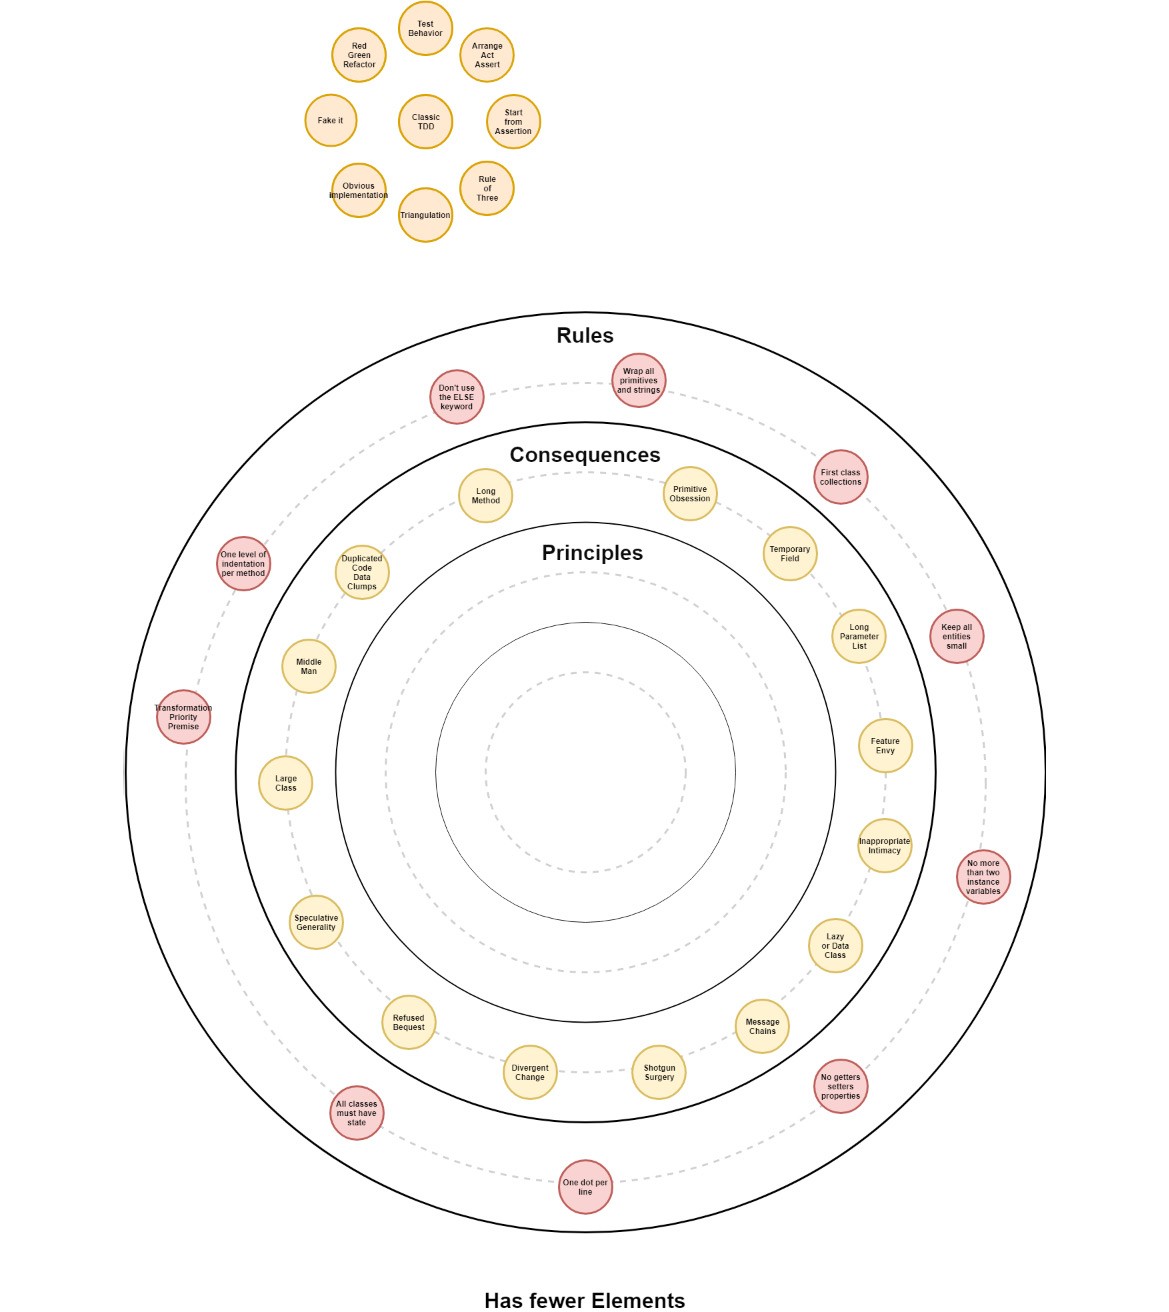 Test
Behavior
Red
Green
Refactor
Arrange
Act
Assert
Fake it
Classic
TDD
Start
from
Assertion
Obvious
Implementation
Rule
of
Three
Triangulation
Rules
Wrap all
primitives
and strings
Don't use
the ELSE
keyword
Consequences
First class
collections
Long
Method
Primitive
Obsession
Principles
Temporary
Field
One level of
indentation
per method
Duplicated
Code
Data
Clumps
Long
Parameter
List
Keep all
entities
small
Middle
Man
Transformation
Priority
Premise
Feature
Envy
Large
Class
Inappropriate
Intimacy
No more
than two
instance
variables
Speculative
Generality
Lazy
or Data
Class
Refused
Bequest
Message
Chains
Divergent
Change
Shotgun
Surgery
No getters
setters
properties
All classes
must have
state
One dot per
line
Has fewer Elements